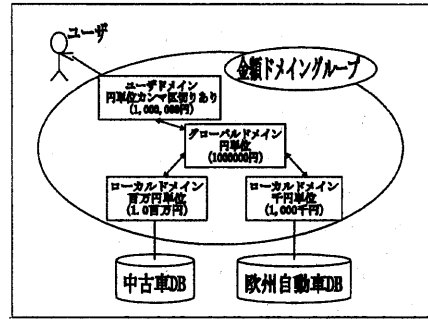 ユーザ
金額ドメイングループ
ユーザドメイン
円単位カンマ区切りあり
(1,000,000円)
グローバルドメイン
円単位
(1000000円)
ローカルドメイン
百万円単位
(1.0百万円)
ローカルドメイン
千円単位
(1,000千円)
中古車DB
欧州自動車DB